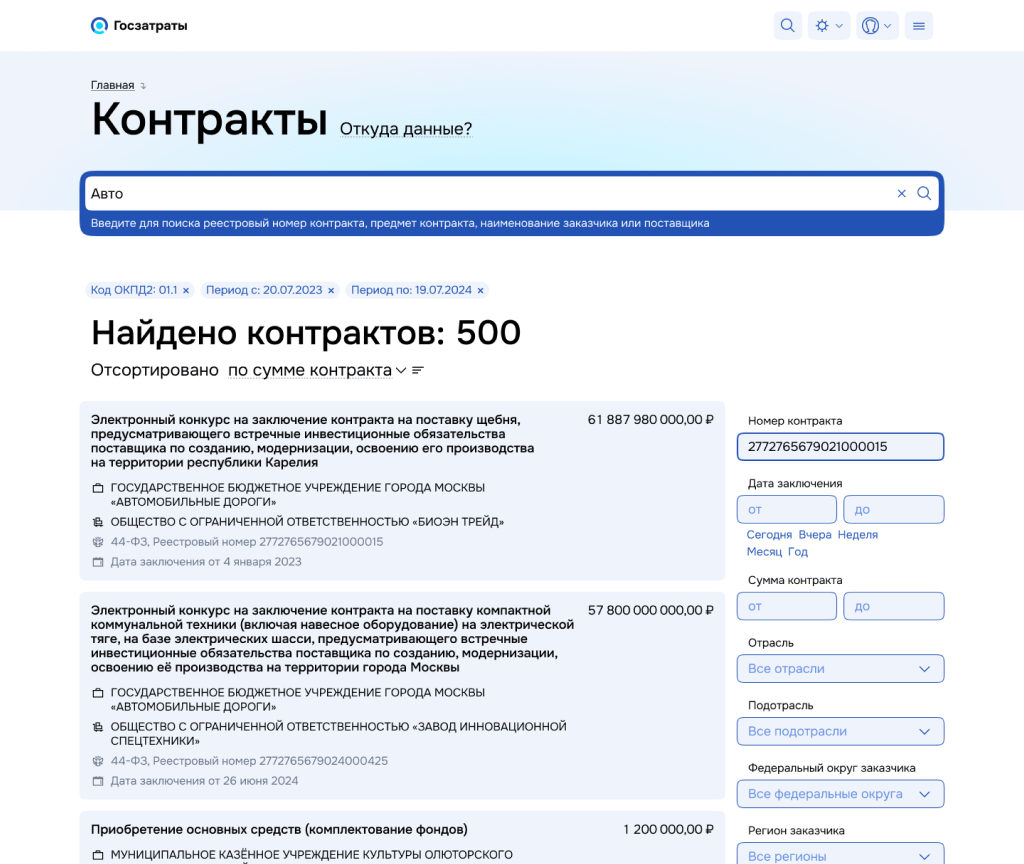 Госзатраты
Главная
Контракты Откуда данные?
Авто
Введите для поиска реестровый номер контракта, предмет контракта, наименование заказчика или поставщика
Код ОКПД2: 01.1 × Период с: 20.07.2023 × Период по: 19.07.2024 ×
Найдено контрактов: 500
Отсортировано по сумме контракта
Электронный конкурс на заключение контракта на поставку щебня,
предусматривающего встречные инвестиционные обязательства
поставщика по созданию, модернизации, освоению его производства
на территории республики Карелия
61 887 980 000,00 ₽
ГОСУДАРСТВЕННОЕ БЮДЖЕТНОЕ УЧРЕЖДЕНИЕ ГОРОДА МОСКВЫ
«АВТОМОБИЛЬНЫЕ ДОРОГИ»
ОБЩЕСТВО С ОГРАНИЧЕННОЙ ОТВЕТСТВЕННОСТЬЮ «БИОЭН ТРЕЙД»
44-ФЗ, Реестровый номер 2772765679021000015
Дата заключения от 4 января 2023
Электронный конкурс на заключение контракта на поставку компактной
коммунальной техники (включая навесное оборудование) на электрической
тяге, на базе электрических шасси, предусматривающего встречные
инвестиционные обязательства поставщика по созданию, модернизации,
освоению её производства на территории города Москвы
57 800 000 000,00 ₽
ГОСУДАРСТВЕННОЕ БЮДЖЕТНОЕ УЧРЕЖДЕНИЕ ГОРОДА МОСКВЫ
«АВТОМОБИЛЬНЫЕ ДОРОГИ»
ОБЩЕСТВО С ОГРАНИЧЕННОЙ ОТВЕТСТВЕННОСТЬЮ «ЗАВОД ИННОВАЦИОННОЙ
СПЕЦТЕХНИКИ»
44-ФЗ, Реестровый номер 2772765679024000425
Дата заключения от 26 июня 2024
Приобретение основных средств (комплектование фондов)
1 200 000,00 ₽
МУНИЦИПАЛЬНОЕ КАЗЁННОЕ УЧРЕЖДЕНИЕ КУЛЬТУРЫ ОЛЮТОРСКОГО
Номер контракта
2772765679021000015
Дата заключения
от до
Сегодня Вчера Неделя
Месяц Год
Сумма контракта
от до
Отрасль
Все отрасли
Подотрасль
Все подотрасли
Федеральный округ заказчика
Все федеральные округа
Регион заказчика
Все регионы